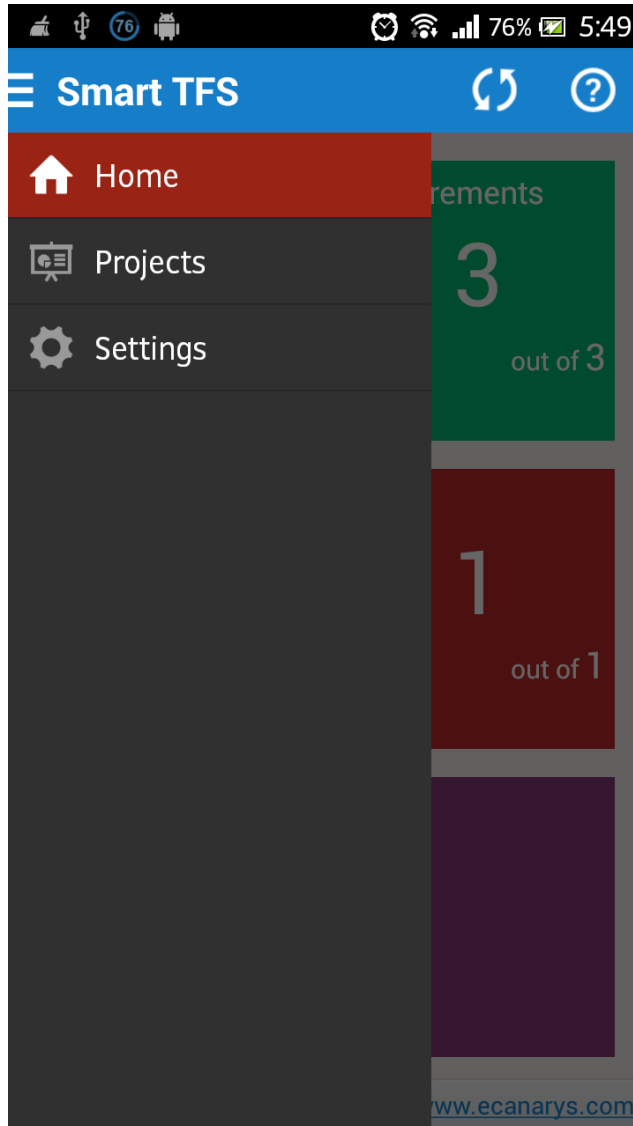 76 76% 5:49
Smart TFS ?
Home
Projects
Settings
rements
3
out of 3
1
out of 1
www.ecanarys.com